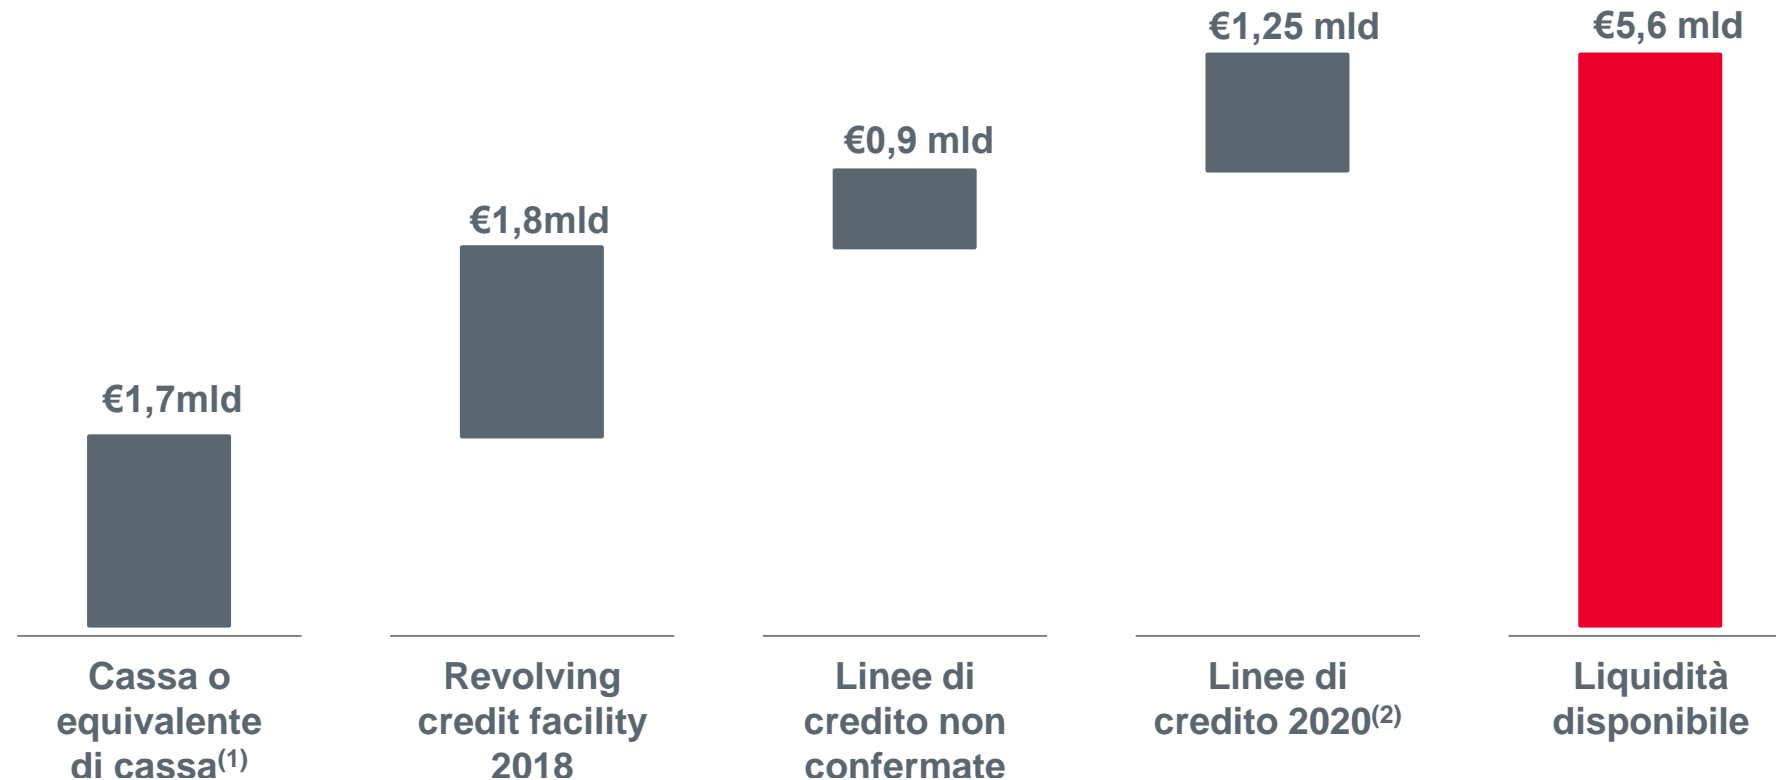 €1,7mld
€1,8mld
€0,9 mld
€1,25 mld
€5,6 mld
Cassa o
equivalente
di cassa(1)
Revolving
credit facility
2018
Linee di
credito non
confermate
Linee di
credito 2020(2)
Liquidità
disponibile